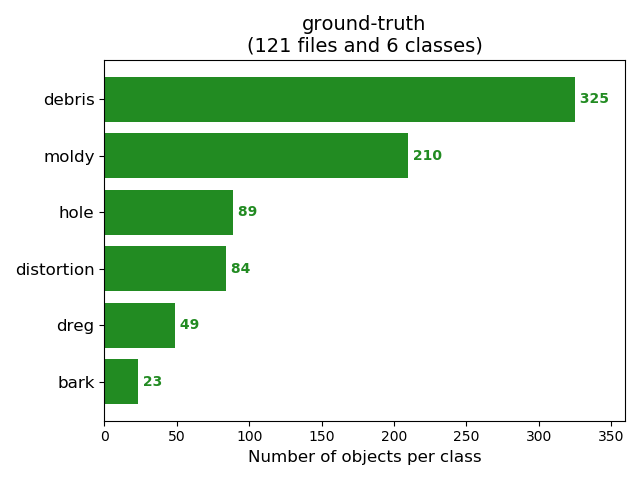 ground-truth
(121 files and 6 classes)
debris 325
moldy 210
hole 89
distortion 84
dreg 49
bark 23
0 50 100 150 200 250 300 350
Number of objects per class